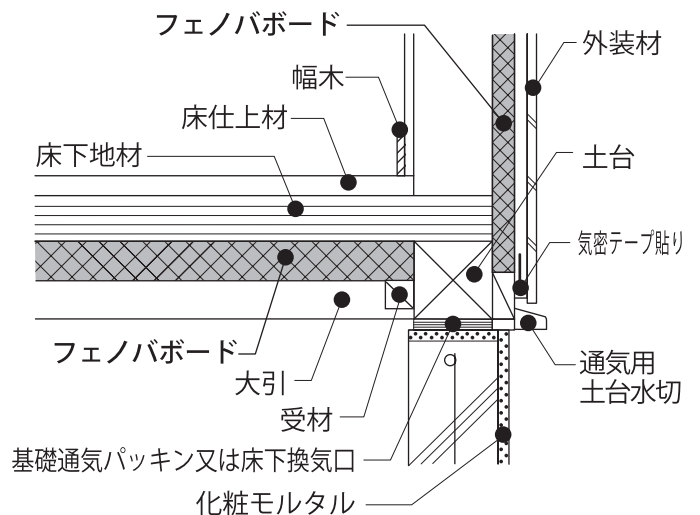 フェノバボード
外装材
幅木
床仕上材
床下地材
土台
気密テープ貼り
フェノバボード
大引
受材
通気用
土台水切
基礎通気パッキン又は床下換気口
化粧モルタル